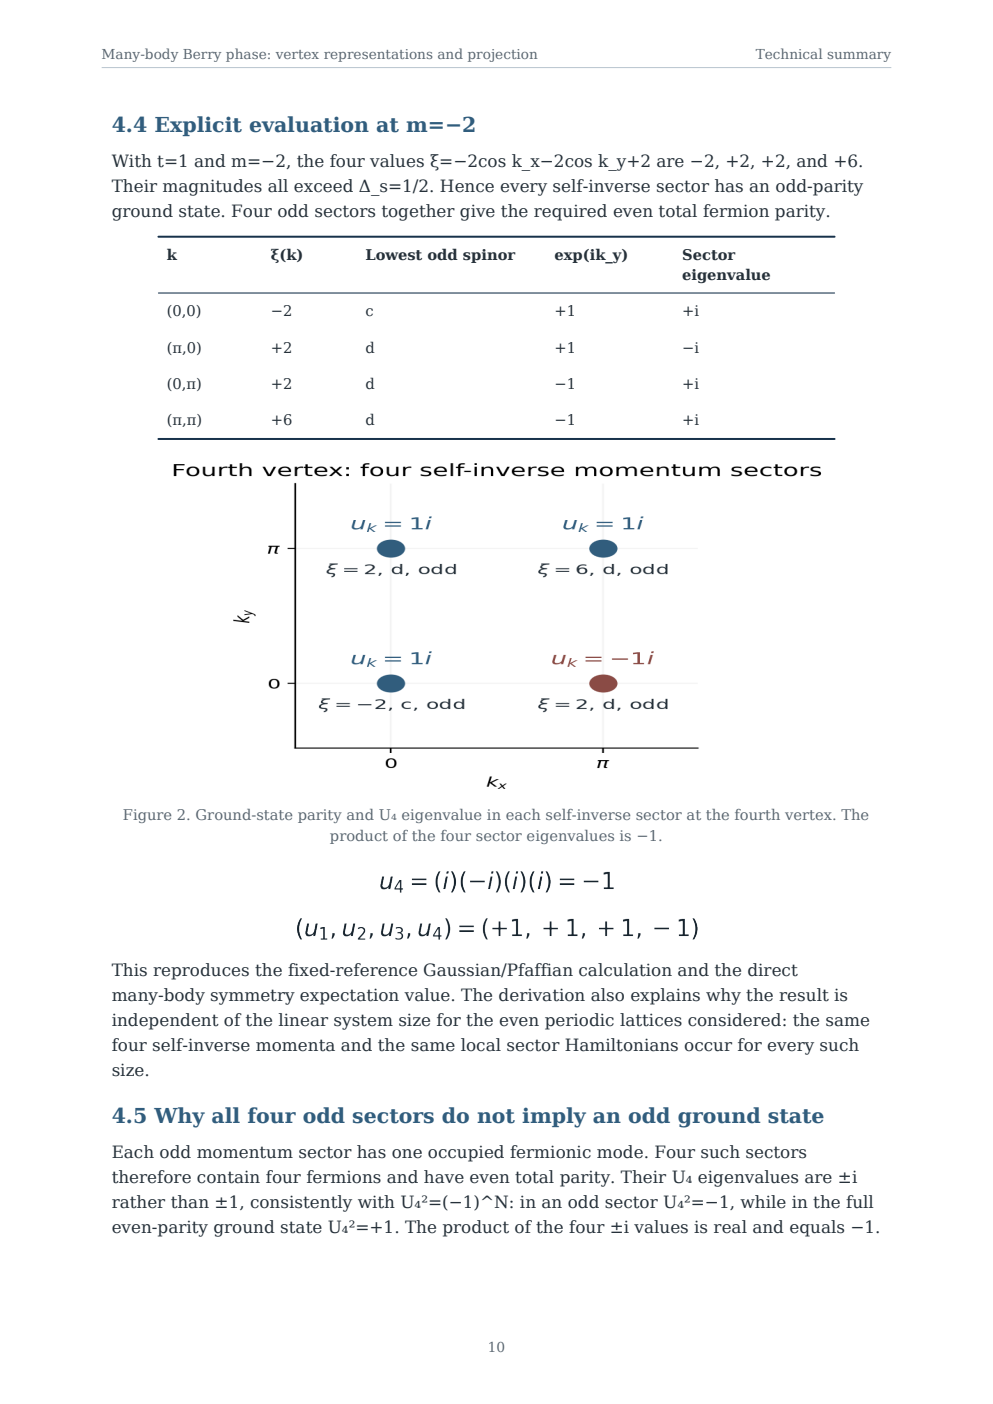 Many-body Berry phase: vertex representations and projection
Technical summary
4.4 Explicit evaluation at m=−2
With t=1 and m=−2, the four values ξ=−2cos k_x−2cos k_y+2 are −2, +2, +2, and +6.
Their magnitudes all exceed Δ_s=1/2. Hence every self-inverse sector has an odd-parity
ground state. Four odd sectors together give the required even total fermion parity.
k ξ(k) Lowest odd spinor exp(ik_y) Sector eigenvalue
(0,0) −2 c +1 +i
(π,0) +2 d +1 −i
(0,π) +2 d −1 +i
(π,π) +6 d −1 +i
Fourth vertex: four self-inverse momentum sectors
u_k = 1i u_k = 1i
π
ξ = 2, d, odd ξ = 6, d, odd
k_y
u_k = 1i u_k = −1i
0
ξ = −2, c, odd ξ = 2, d, odd
0 π
k_x
Figure 2. Ground-state parity and U₄ eigenvalue in each self-inverse sector at the fourth vertex. The
product of the four sector eigenvalues is −1.
u₄ = (i)(−i)(i)(i) = −1
(u₁, u₂, u₃, u₄) = (+1, +1, +1, −1)
This reproduces the fixed-reference Gaussian/Pfaffian calculation and the direct
many-body symmetry expectation value. The derivation also explains why the result is
independent of the linear system size for the even periodic lattices considered: the same
four self-inverse momenta and the same local sector Hamiltonians occur for every such
size.
4.5 Why all four odd sectors do not imply an odd ground state
Each odd momentum sector has one occupied fermionic mode. Four such sectors
therefore contain four fermions and have even total parity. Their U₄ eigenvalues are ±i
rather than ±1, consistently with U₄²=(−1)^N: in an odd sector U₄²=−1, while in the full
even-parity ground state U₄²=+1. The product of the four ±i values is real and equals −1.
10